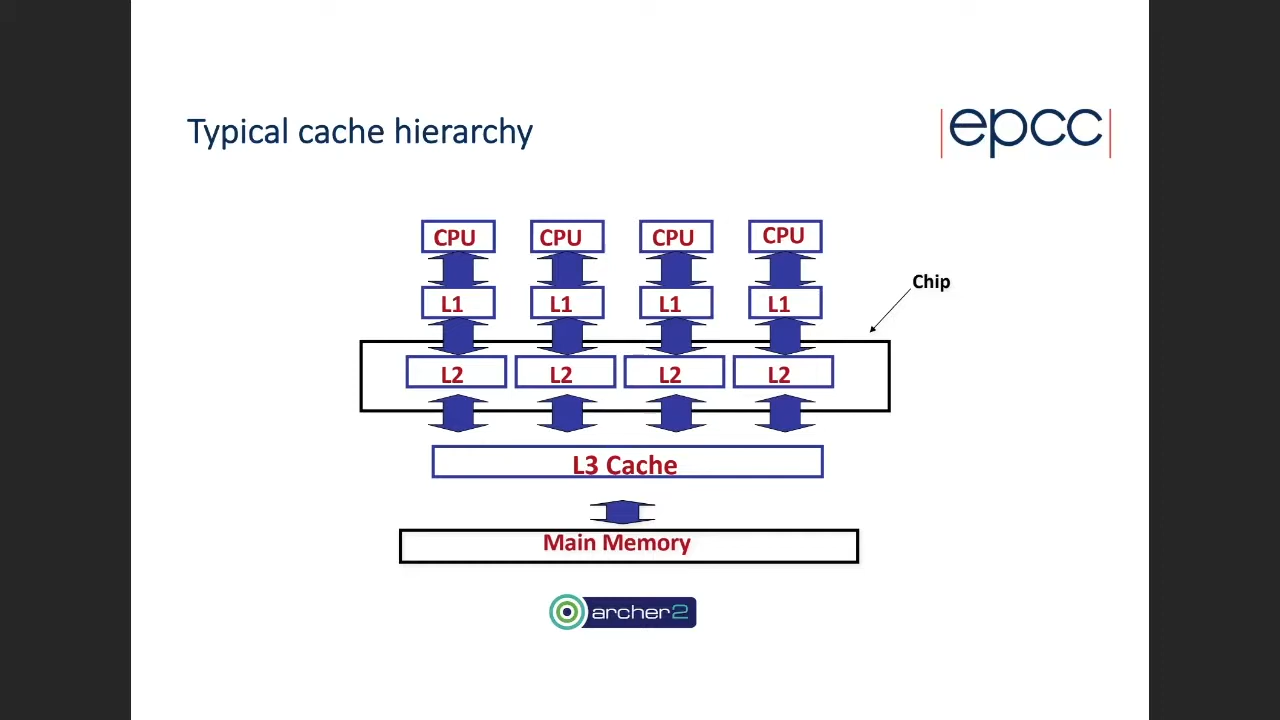 Typical cache hierarchy
|epcc|
CPU CPU CPU CPU
Chip
L1 L1 L1 L1
L2 L2 L2 L2
L3 Cache
Main Memory
archer2